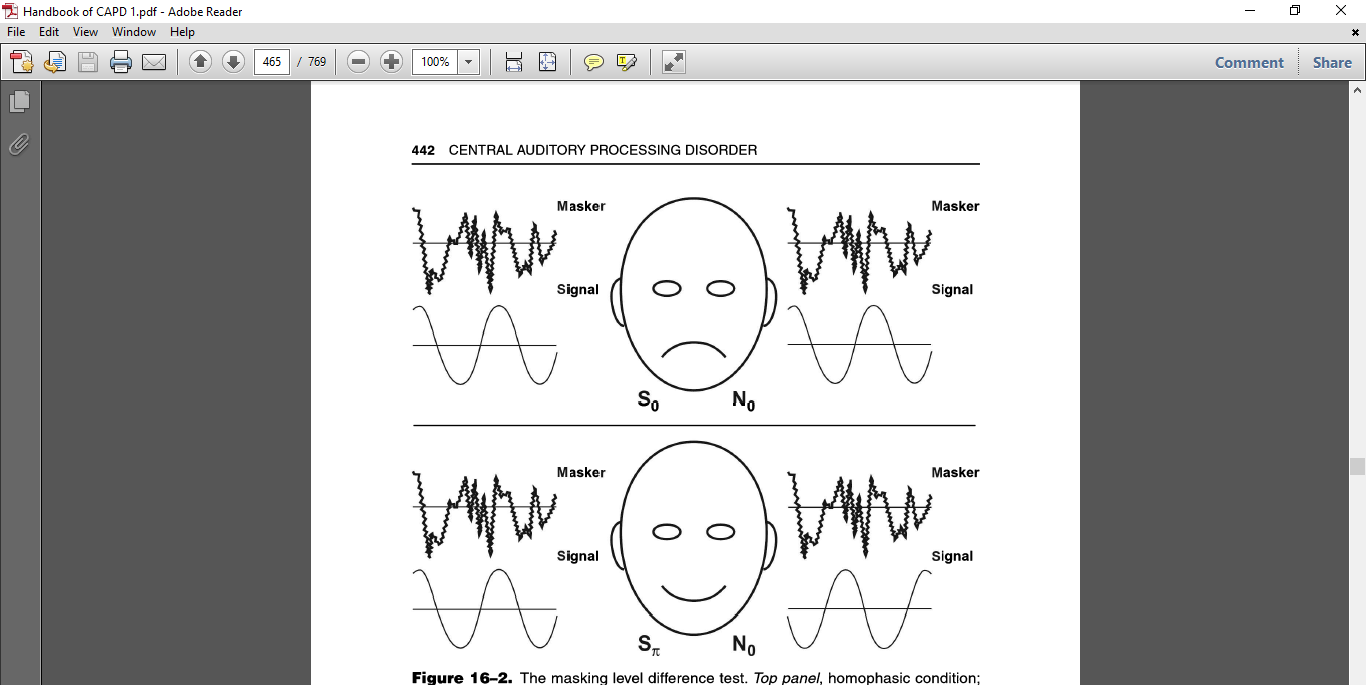 Handbook of CAPD 1.pdf - Adobe Reader
File Edit View Window Help
465 / 769 100% Comment Share
442 CENTRAL AUDITORY PROCESSING DISORDER
Masker Masker
Signal Signal
S0 N0
Masker Masker
Signal Signal
Sπ N0
Figure 16–2. The masking level difference test. Top panel, homophasic condition;